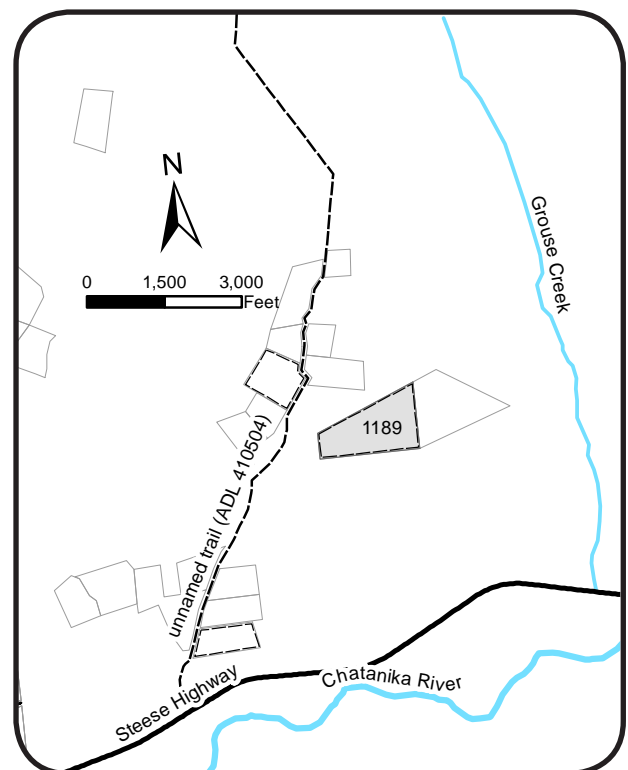 N
0 1,500 3,000
Feet
Grouse Creek
1189
unnamed trail (ADL 410504)
Steese Highway
Chatanika River